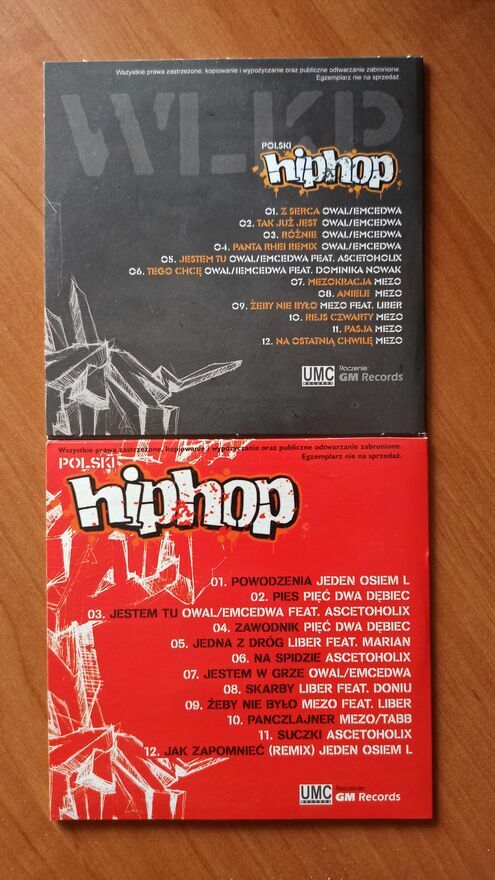 Wszystkie prawa zastrzeżone, kopiowanie i wypożyczanie oraz publiczne odtwarzanie zabronione.
Egzemplarz nie na sprzedaż.
WLKP
POLSKI
hiphop
01. Z SERCA OWAL/EMCEDWA
02. TAK JUŻ JEST OWAL/EMCEDWA
03. RÓŻNIE OWAL/EMCEDWA
04. PANTA RHEI REMIX OWAL/EMCEDWA
05. JESTEM TU OWAL/EMCEDWA FEAT. ASCETOHOLIX
06. TEGO CHCĘ OWAL/EMCEDWA FEAT. DOMINIKA NOWAK
07. MEZOKRACJA MEZO
08. ANIELE MEZO
09. ŻEBY NIE BYŁO MEZO FEAT. LIBER
10. REJS CZWARTY MEZO
11. PASJA MEZO
12. NA OSTATNIĄ CHWILĘ MEZO
UMC
RECORDS
Tłoczenie:
GM Records
Wszystkie prawa zastrzeżone, kopiowanie i wypożyczanie oraz publiczne odtwarzanie zabronione.
Egzemplarz nie na sprzedaż.
POLSKI
hiphop
01. POWODZENIA JEDEN OSIEM L
02. PIES PIĘĆ DWA DĘBIEC
03. JESTEM TU OWAL/EMCEDWA FEAT. ASCETOHOLIX
04. ZAWODNIK PIĘĆ DWA DĘBIEC
05. JEDNA Z DRÓG LIBER FEAT. MARIAN
06. NA SPIDZIE ASCETOHOLIX
07. JESTEM W GRZE OWAL/EMCEDWA
08. SKARBY LIBER FEAT. DONIU
09. ŻEBY NIE BYŁO MEZO FEAT. LIBER
10. PANCZLAJNER MEZO/TABB
11. SUCZKI ASCETOHOLIX
12. JAK ZAPOMNIEĆ (REMIX) JEDEN OSIEM L
UMC
RECORDS
Tłoczenie:
GM Records